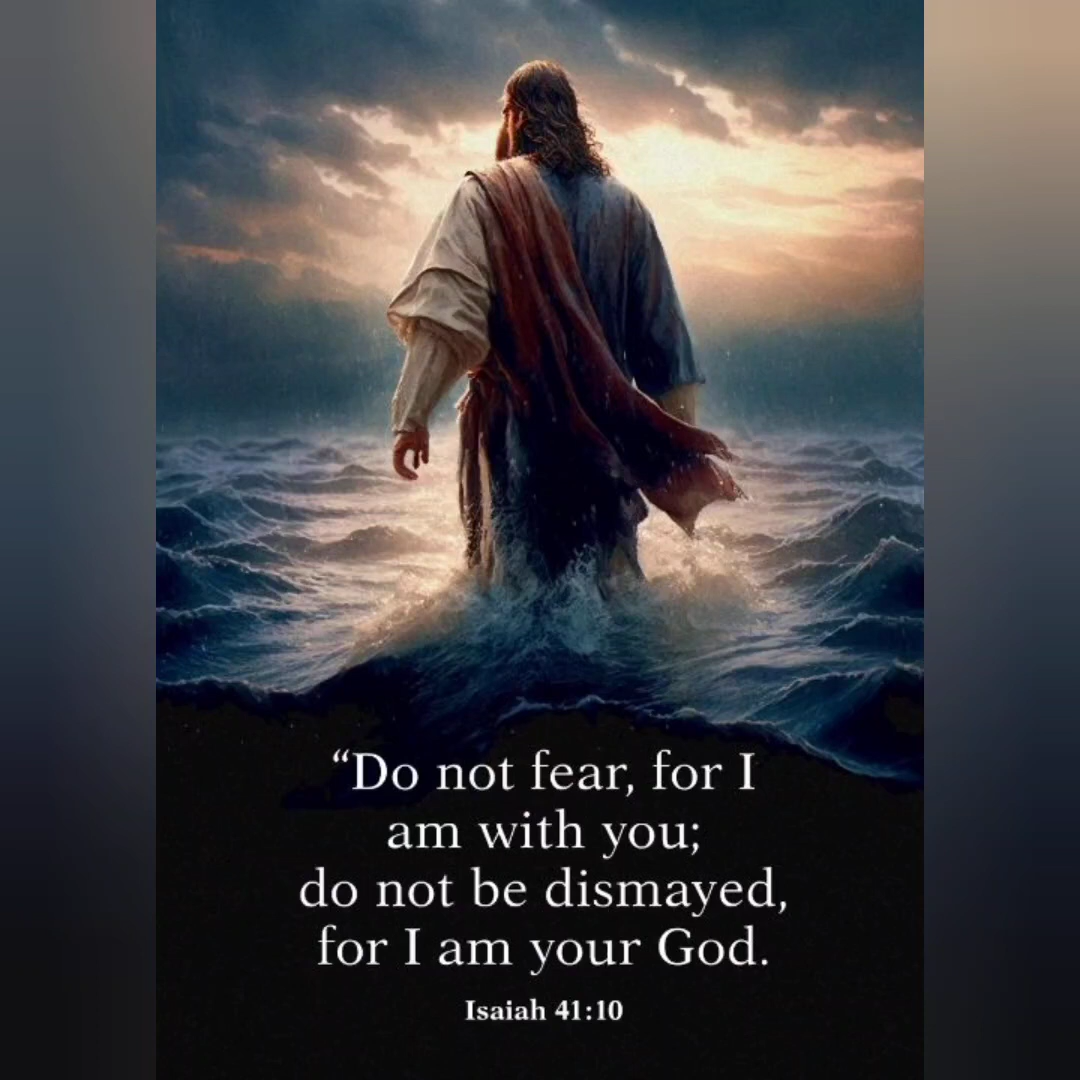 “Do not fear, for I
am with you;
do not be dismayed,
for I am your God.
Isaiah 41:10